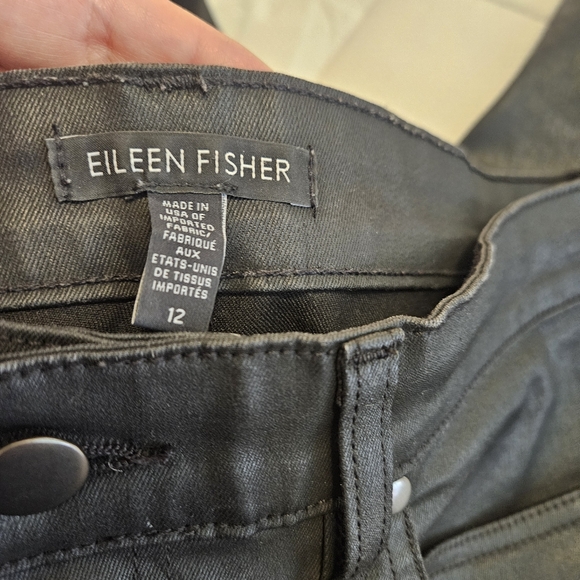 EILEEN FISHER
MADE IN
USA OF
IMPORTED
FABRIC/
FABRIQUÉ
AUX
ETATS-UNIS
DE TISSUS
IMPORTÉS
12